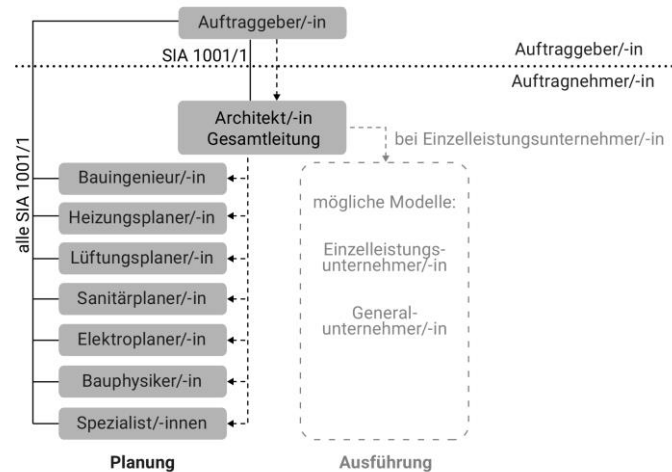 Auftraggeber/-in
SIA 1001/1
Auftraggeber/-in
Auftragnehmer/-in
Architekt/-in
Gesamtleitung
bei Einzelleistungsunternehmer/-in
alle SIA 1001/1
Bauingenieur/-in
Heizungsplaner/-in
Lüftungsplaner/-in
Sanitärplaner/-in
Elektroplaner/-in
Bauphysiker/-in
Spezialist/-innen
mögliche Modelle:
Einzelleistungs-
unternehmer/-in
General-
unternehmer/-in
Planung
Ausführung